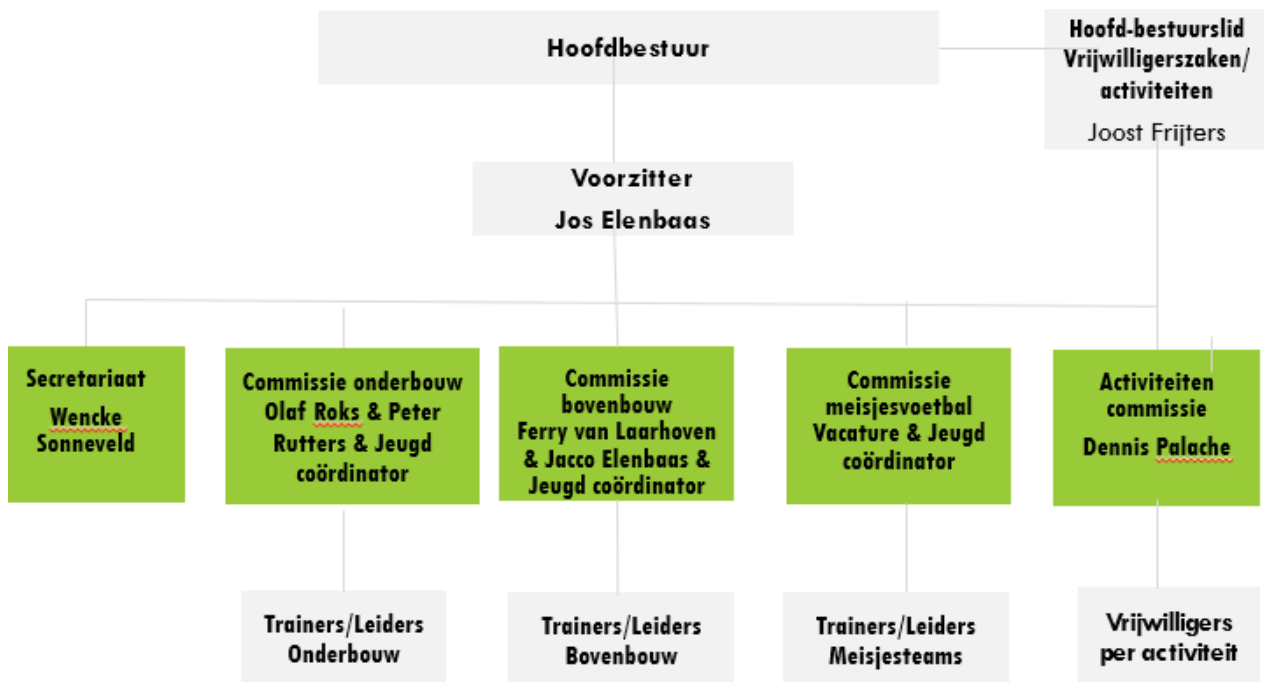 Hoofdbestuur
Hoofd-bestuurslid
Vrijwilligerszaken/
activiteiten
Joost Frijters
Voorzitter
Jos Elenbaas
Secretariaat
Wencke
Sonneveld
Commissie onderbouw
Olaf Roks & Peter
Rutters & Jeugd
coördinator
Commissie
bovenbouw
Ferry van Laarhoven
& Jacco Elenbaas &
Jeugd coördinator
Commissie
meisjesvoetbal
Vacature & Jeugd
coördinator
Activiteiten
commissie
Dennis Palache
Trainers/Leiders
Onderbouw
Trainers/Leiders
Bovenbouw
Trainers/Leiders
Meisjesteams
Vrijwilligers
per activiteit